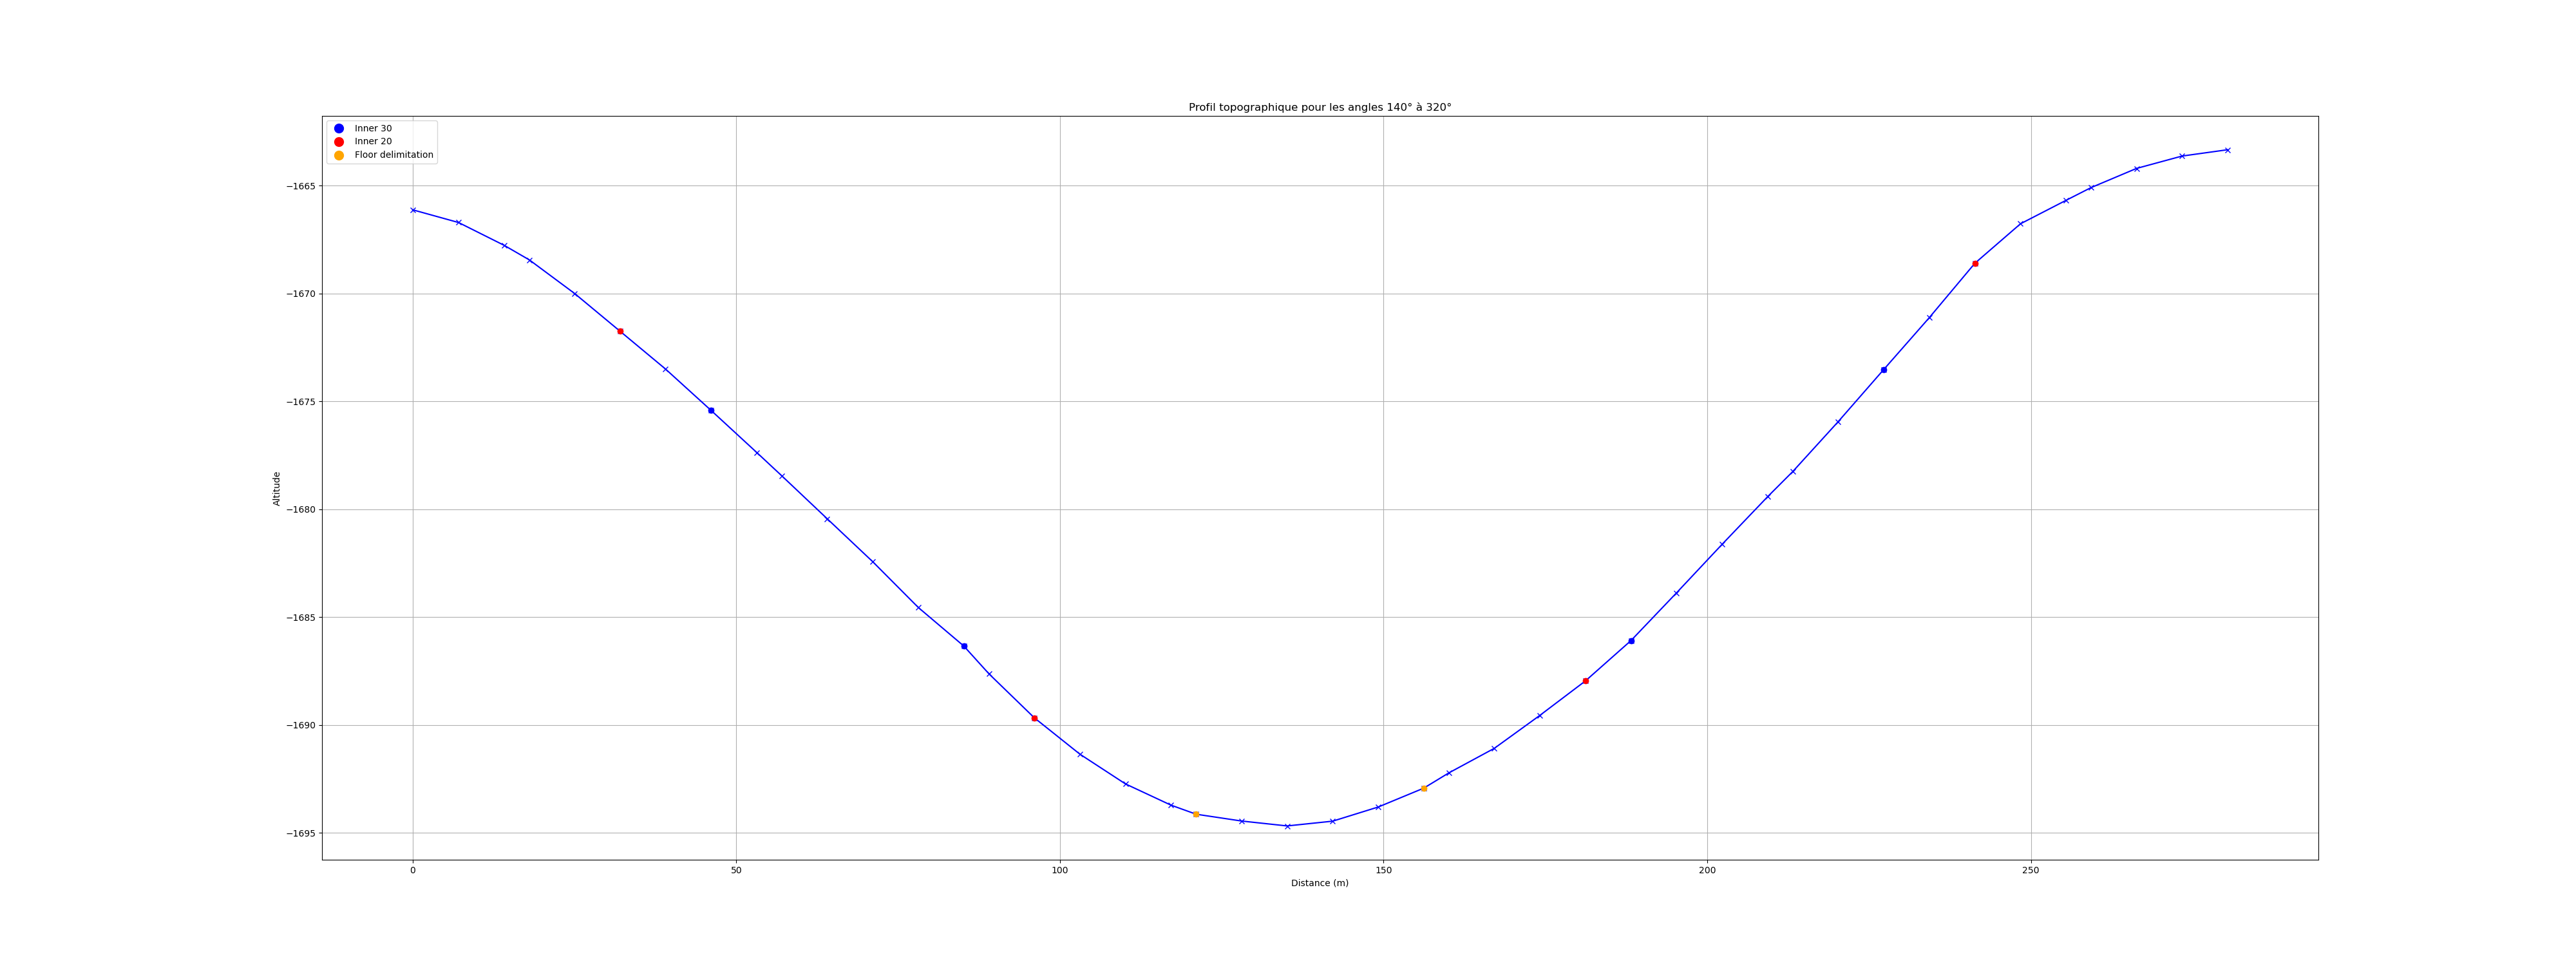 Profil topographique pour les angles 140° à 320°
Inner 30
Inner 20
Floor delimitation
Altitude
−1665
−1670
−1675
−1680
−1685
−1690
−1695
0 50 100 150 200 250
Distance (m)